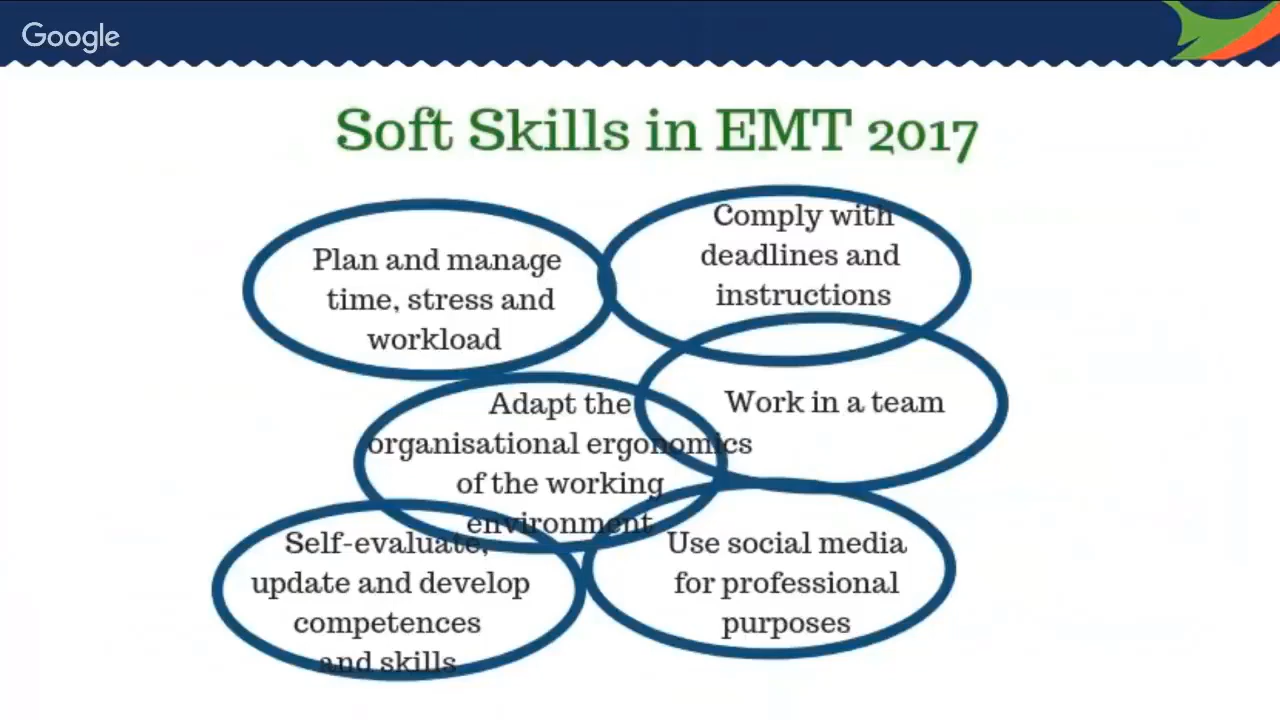 Google
Soft Skills in EMT 2017
Plan and manage
time, stress and
workload
Comply with
deadlines and
instructions
Adapt the
organisational ergonomics
of the working
environment
Work in a team
Self-evaluate,
update and develop
competences
and skills
Use social media
for professional
purposes